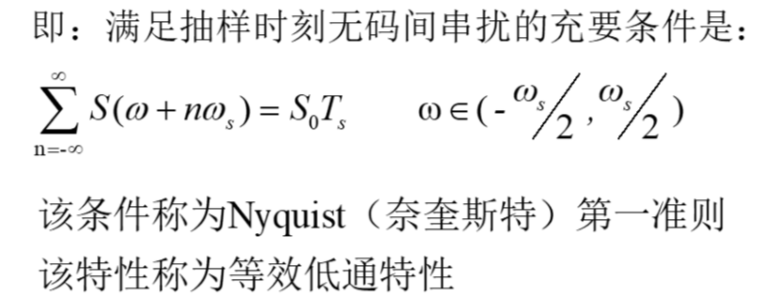 即：满足抽样时刻无码间串扰的充要条件是：
∑_{n=-∞}^{∞} S(ω + nω_s) = S_0T_s    ω∈(-ω_s/2, ω_s/2)
该条件称为Nyquist（奈奎斯特）第一准则
该特性称为等效低通特性